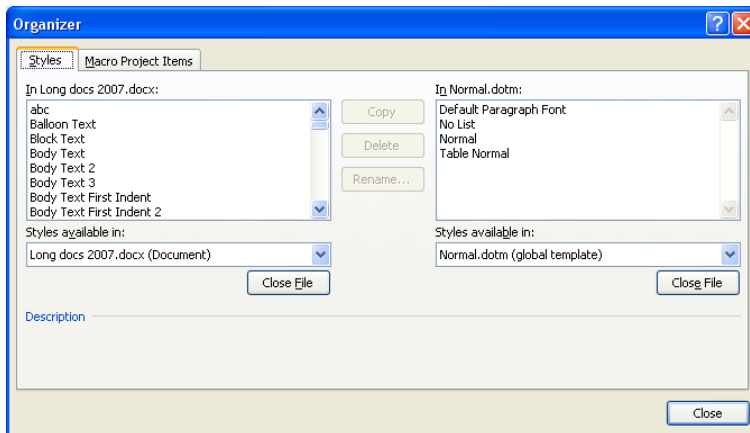 Organizer
Styles
Macro Project Items
In Long docs 2007.docx:
abc
Balloon Text
Block Text
Body Text
Body Text 2
Body Text 3
Body Text First Indent
Body Text First Indent 2
Styles available in:
Long docs 2007.docx (Document)
Close File
Copy
Delete
Rename...
In Normal.dotm:
Default Paragraph Font
No List
Normal
Table Normal
Styles available in:
Normal.dotm (global template)
Close File
Description
Close